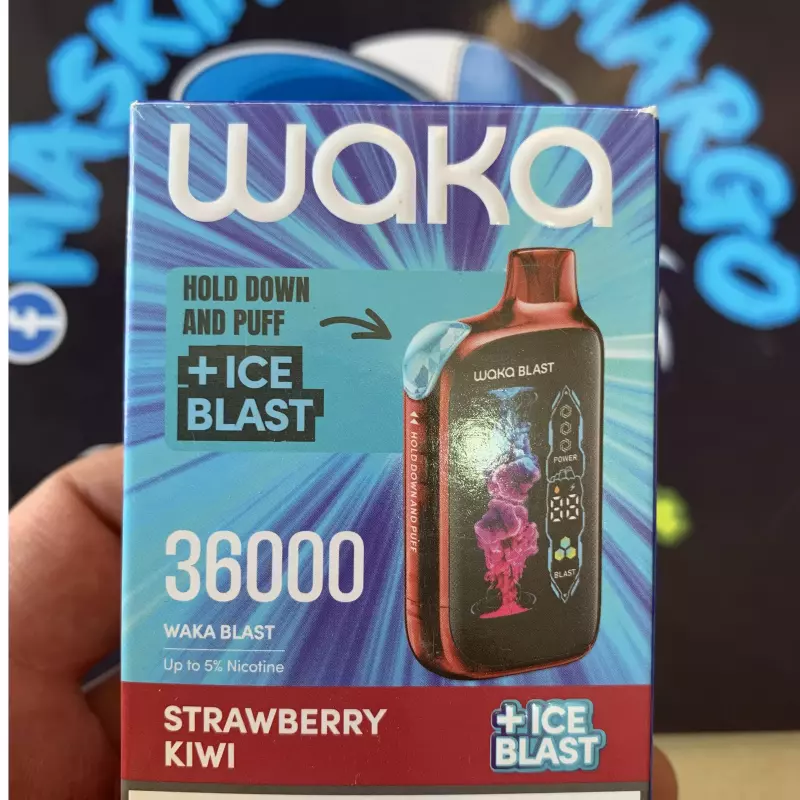 waka
HOLD DOWN
AND PUFF
+ICE
BLAST
WAKA BLAST
HOLD DOWN AND PUFF
POWER
88
BLAST
36000
WAKA BLAST
Up to 5% Nicotine
STRAWBERRY
KIWI
+ICE
BLAST